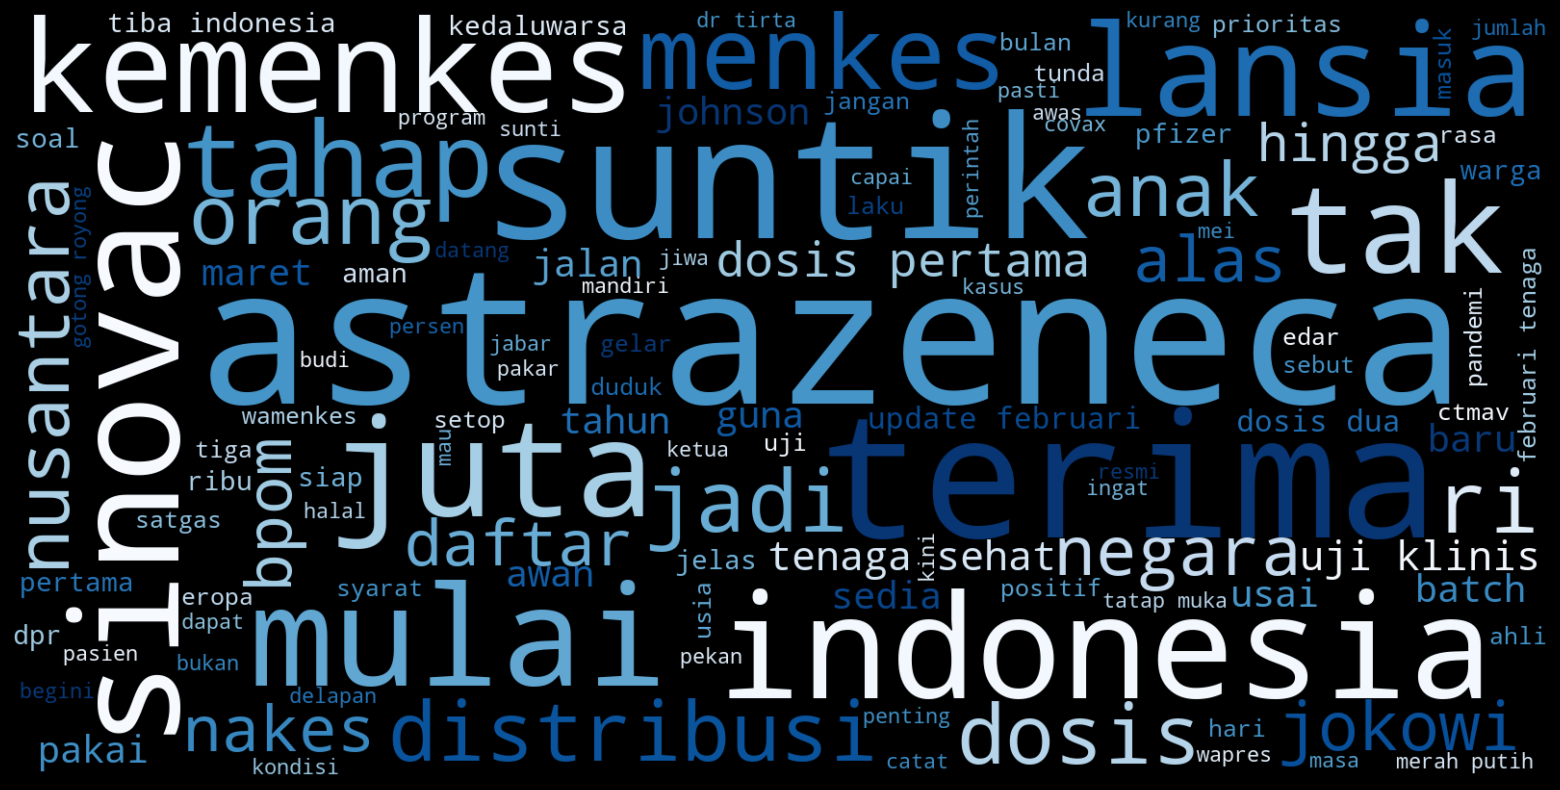 tiba indonesia
kedaluwarsa
dr tirta
kurang
prioritas
jumlah
kemenkes
menkes
bulan
lansia
masuk
tunda
pasti
johnson
jangan
awas
covax
program
sunti
soal
sinovac
tahap
suntik
perintah
pfizer
hingga
rasa
warga
capai
laku
anak
tak
nusantara
gotong royong
orang
datang
mei
maret
aman
jalan
jiwa
dosis pertama
alas
mandiri
kasus
februari tenaga
astrazeneca
persen
budi
jabar
pakar
gelar
duduk
edar
sebut
pandemi
wamenkes
setop
tahun
guna
update februari
dosis dua
ctmav
baru
tiga
bpom
juta
mau
ketua
uji
terima
resmi
ingat
ri
ribu
siap
halal
satgas
jadi
daftar
awan
jelas
tenaga
kini
sehat
negara
uji klinis
pertama
eropa
syarat
usia
sedia
positif
tatap muka
usai
batch
dpr
dapat
mulai
indonesia
ahli
pasien
bukan
pekan
begini
delapan
nakes
distribusi
penting
dosis
hari
jokowi
pakai
kondisi
catat
wapres
masa
merah putih